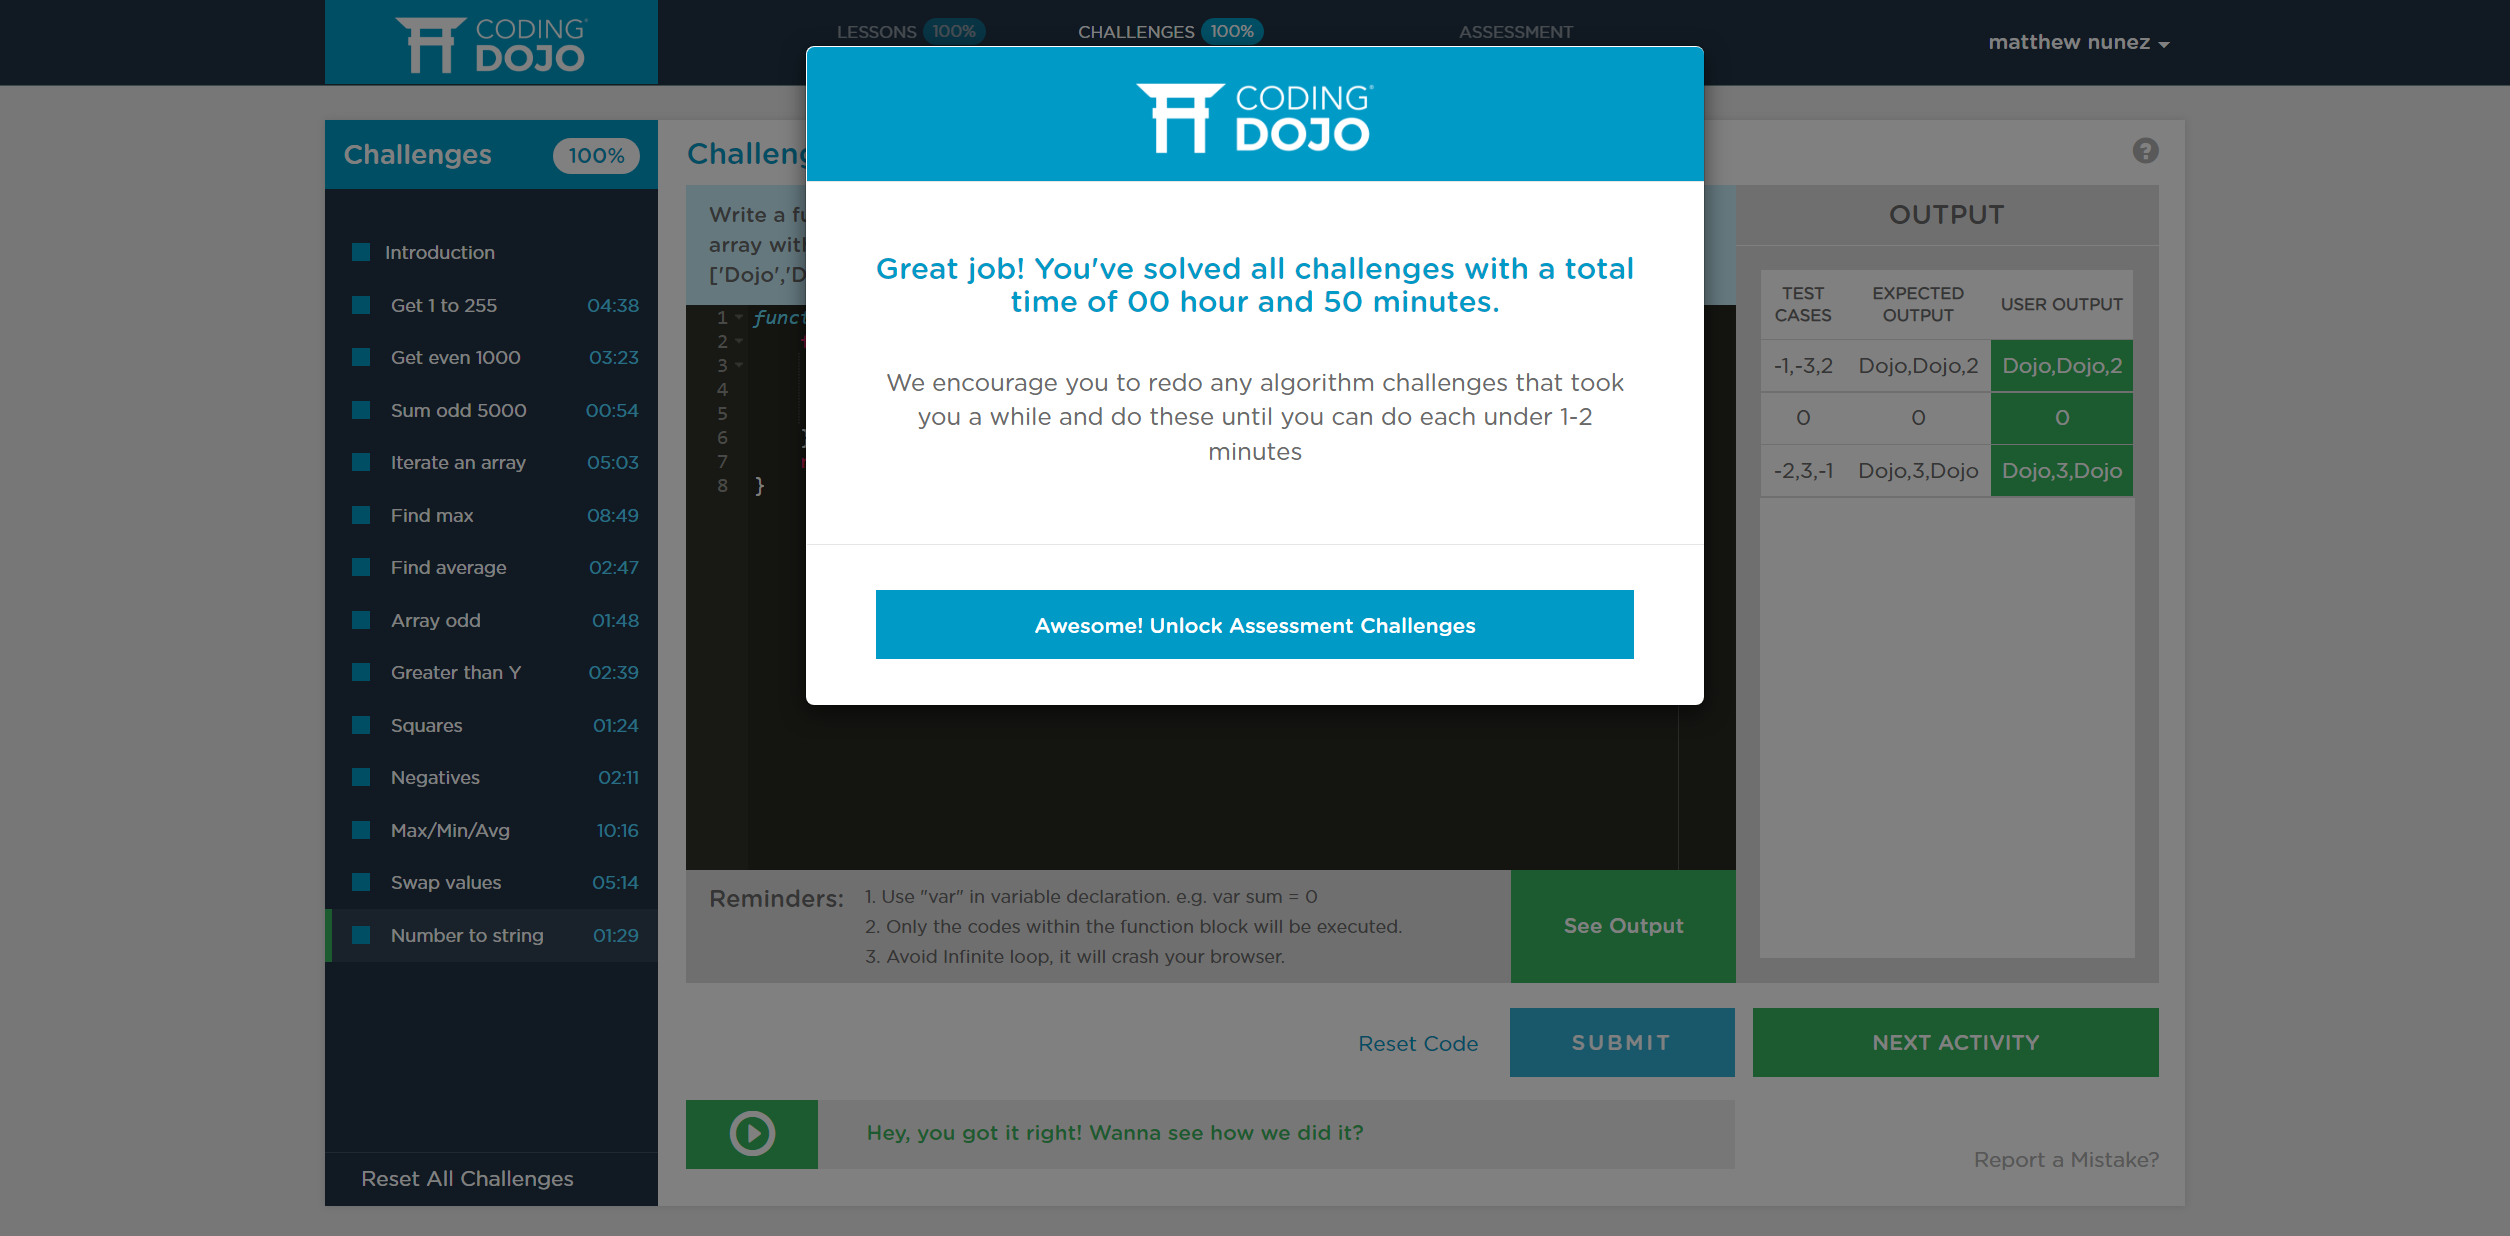 CODING
DOJO
LESSONS 100%
CHALLENGES 100%
ASSESSMENT
matthew nunez
Challenges 100%
Introduction
Get 1 to 255 04:38
Get even 1000 03:23
Sum odd 5000 00:54
Iterate an array 05:03
Find max 08:49
Find average 02:47
Array odd 01:48
Greater than Y 02:39
Squares 01:24
Negatives 02:11
Max/Min/Avg 10:16
Swap values 05:14
Number to string 01:29
Reset All Challenges
Write a
array
['Dojo','D
1
2
3
4
5
6
7
8 }
CODING
DOJO
Great job! You've solved all challenges with a total
time of 00 hour and 50 minutes.
We encourage you to redo any algorithm challenges that took
you a while and do these until you can do each under 1-2
minutes
Awesome! Unlock Assessment Challenges
?
OUTPUT
TEST CASES EXPECTED OUTPUT USER OUTPUT
-1,-3,2 Dojo,Dojo,2 Dojo,Dojo,2
0 0 0
-2,3,-1 Dojo,3,Dojo Dojo,3,Dojo
Reminders:
1. Use "var" in variable declaration. e.g. var sum = 0
2. Only the codes within the function block will be executed.
3. Avoid Infinite loop, it will crash your browser.
See Output
Reset Code
SUBMIT
NEXT ACTIVITY
Hey, you got it right! Wanna see how we did it?
Report a Mistake?